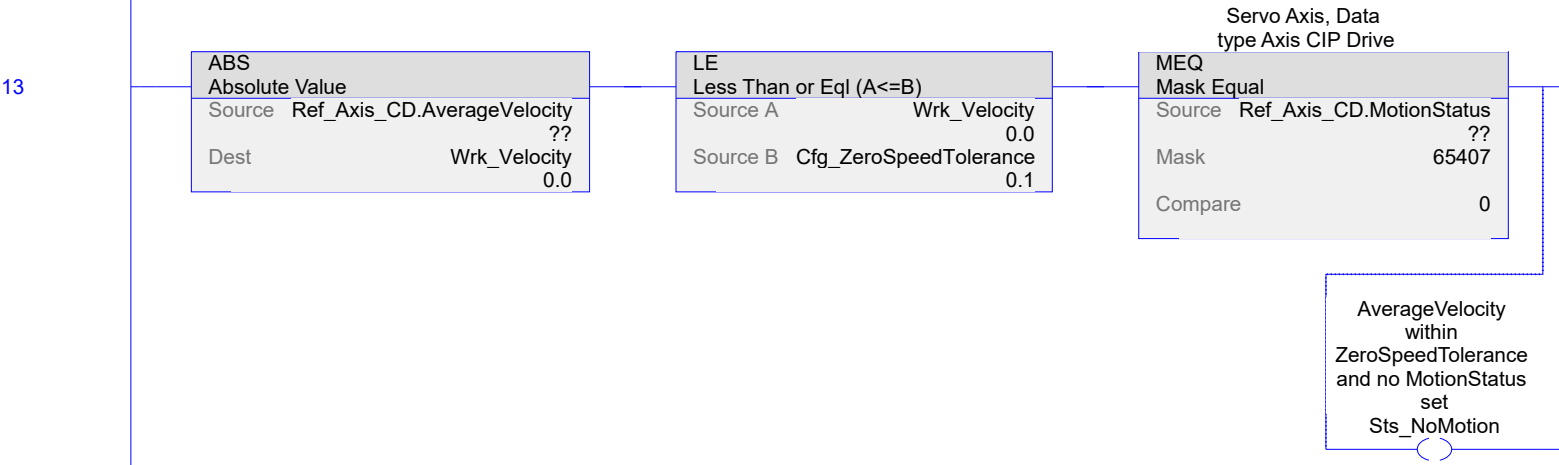 Servo Axis, Data
type Axis CIP Drive
13
ABS
Absolute Value
Source Ref_Axis_CD.AverageVelocity
??
Dest Wrk_Velocity
0.0
LE
Less Than or Eql (A<=B)
Source A Wrk_Velocity
0.0
Source B Cfg_ZeroSpeedTolerance
0.1
MEQ
Mask Equal
Source Ref_Axis_CD.MotionStatus
??
Mask 65407
Compare 0
AverageVelocity
within
ZeroSpeedTolerance
and no MotionStatus
set
Sts_NoMotion